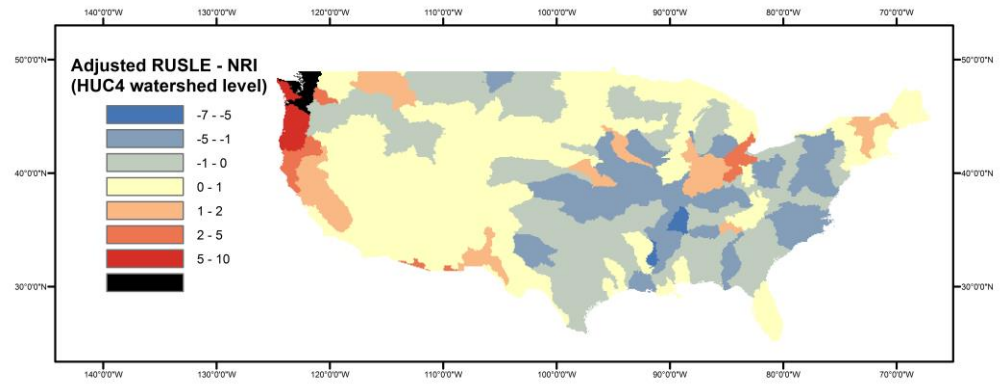 140°0'0"W 130°0'0"W 120°0'0"W 110°0'0"W 100°0'0"W 90°0'0"W 80°0'0"W 70°0'0"W
50°0'0"N 50°0'0"N
Adjusted RUSLE - NRI
(HUC4 watershed level)
-7 - -5
-5 - -1
-1 - 0
40°0'0"N 40°0'0"N
0 - 1
1 - 2
2 - 5
5 - 10
30°0'0"N 30°0'0"N
140°0'0"W 130°0'0"W 120°0'0"W 110°0'0"W 100°0'0"W 90°0'0"W 80°0'0"W 70°0'0"W